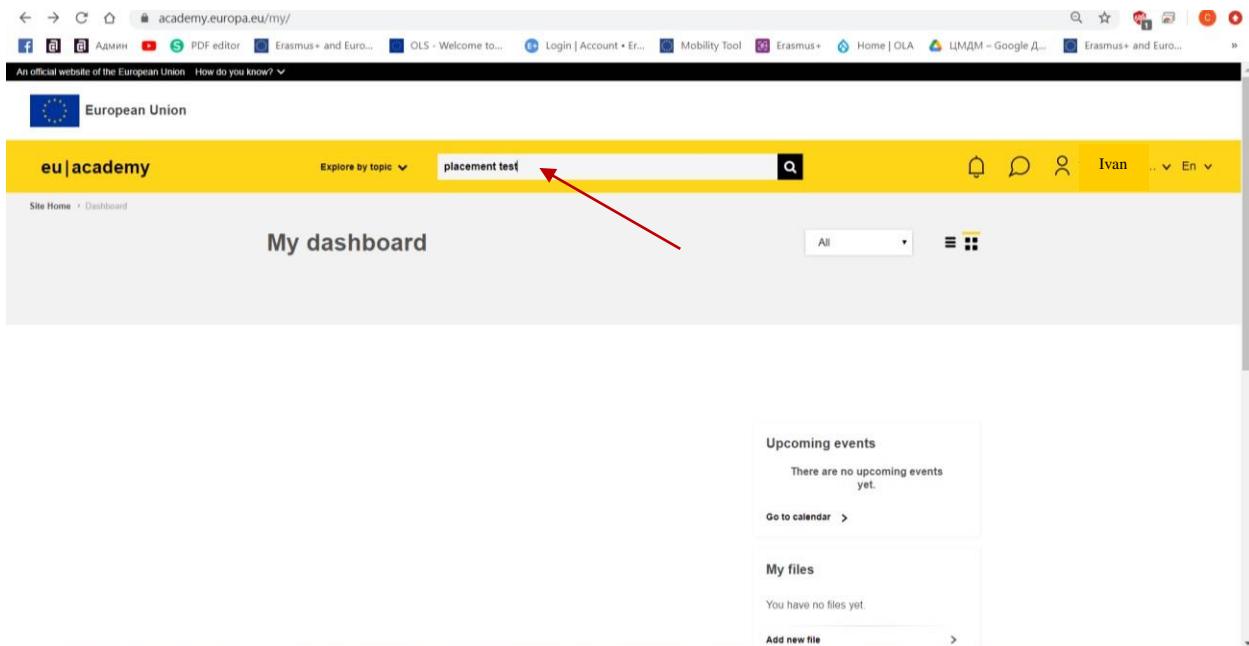 academy.europa.eu/my/
Админ PDF editor Erasmus+ and Euro... OLS - Welcome to... Login | Account • Er... Mobility Tool Erasmus+ Home | OLA ЦМДМ – Google Д... Erasmus+ and Euro... »
An official website of the European Union How do you know?
European Union
eu|academy Explore by topic placement test Ivan .. En
Site Home › Dashboard
My dashboard All
Upcoming events
There are no upcoming events
yet.
Go to calendar
My files
You have no files yet.
Add new file